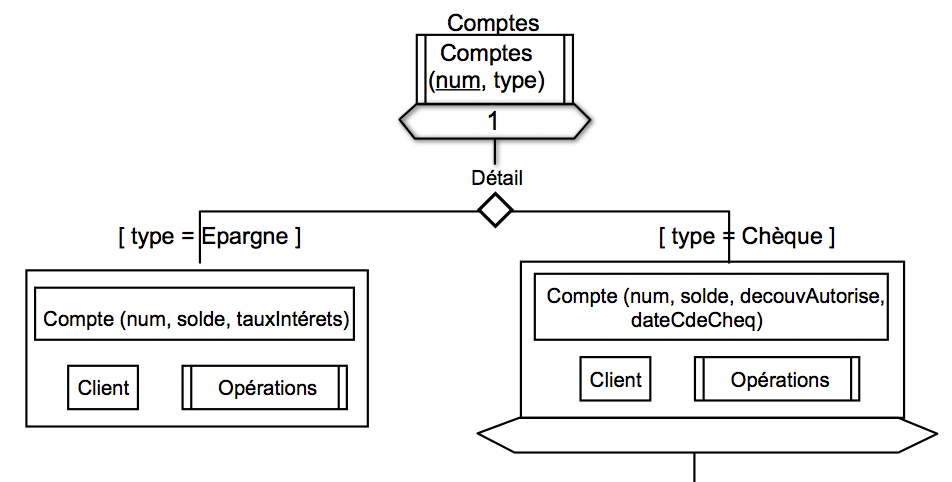 Comptes
Comptes
(num, type)
1
Détail
[ type = Epargne ]
[ type = Chèque ]
Compte (num, solde, tauxIntérets)
Client
Opérations
Compte (num, solde, decouvAutorise,
dateCdeCheq)
Client
Opérations